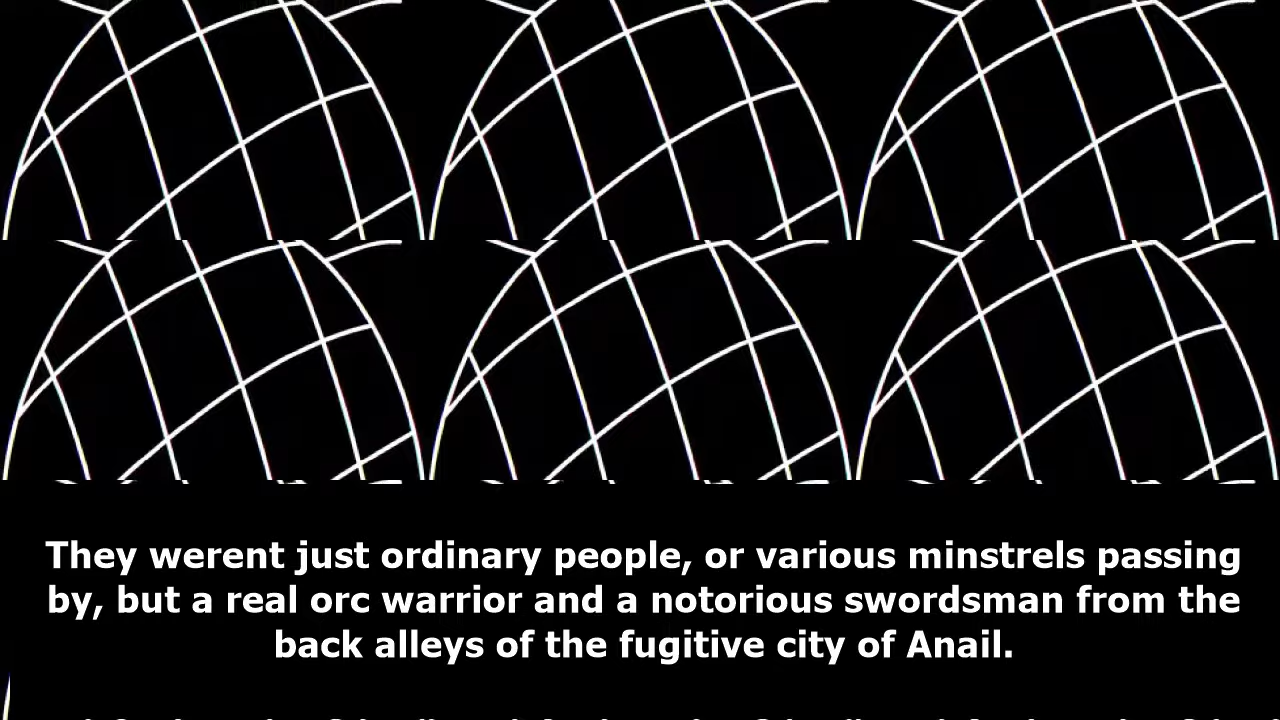 They werent just ordinary people, or various minstrels passing
by, but a real orc warrior and a notorious swordsman from the
back alleys of the fugitive city of Anail.